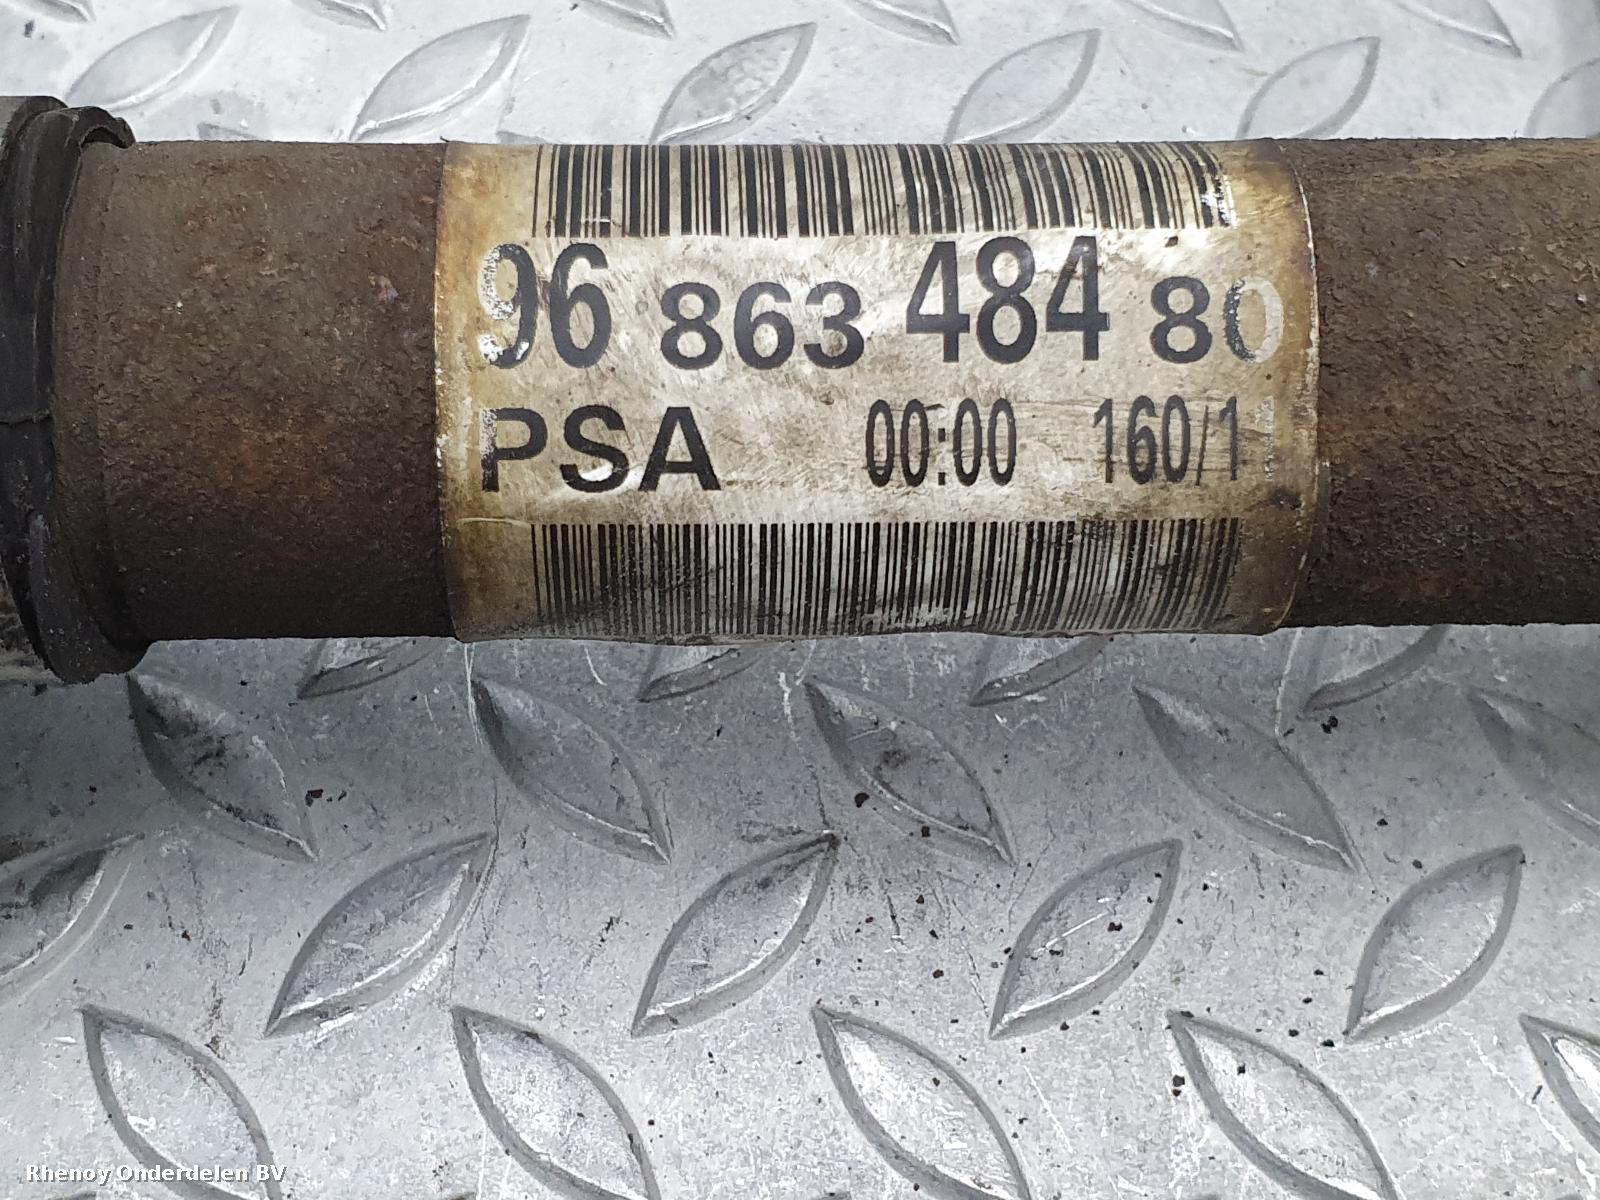 96 863 484 80
PSA 00:00 160/1
Rhenoy Onderdelen BV